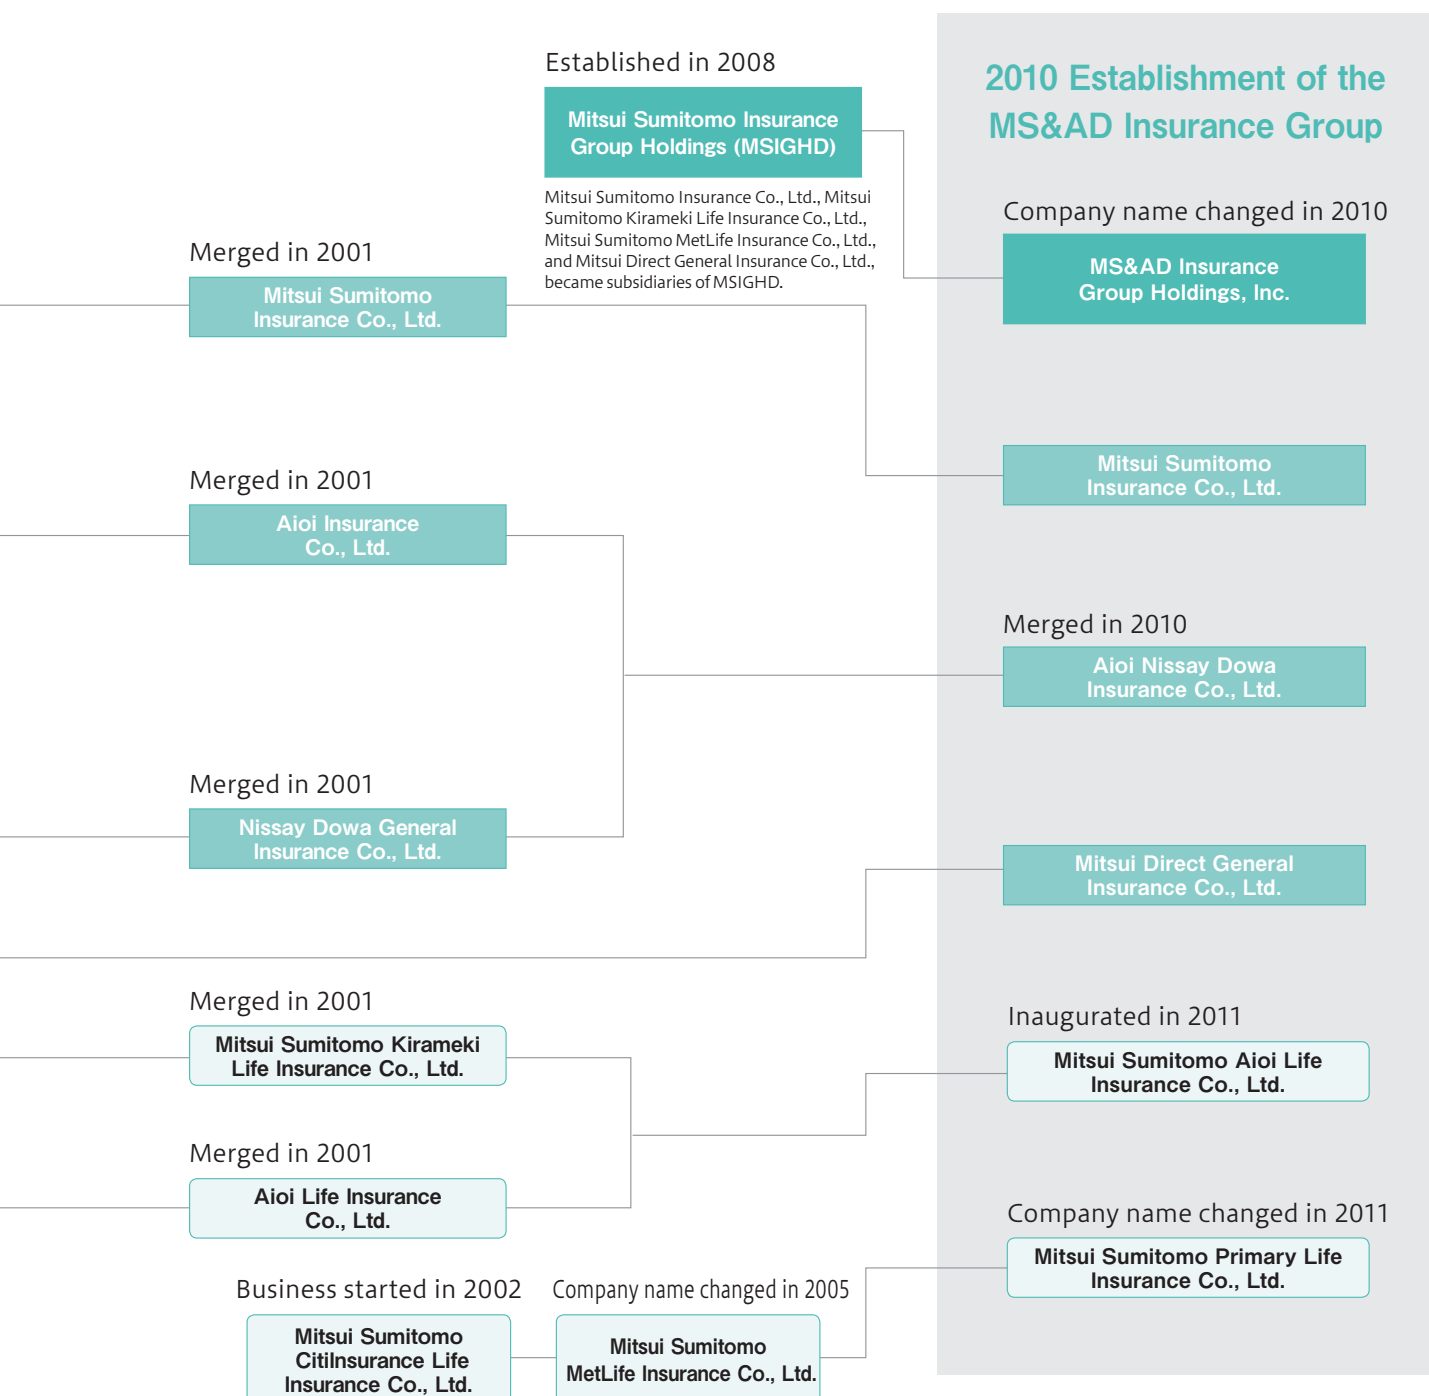 Established in 2008
Mitsui Sumitomo Insurance
Group Holdings (MSIGHD)
Mitsui Sumitomo Insurance Co., Ltd., Mitsui
Sumitomo Kirameki Life Insurance Co., Ltd.,
Mitsui Sumitomo MetLife Insurance Co., Ltd.,
and Mitsui Direct General Insurance Co., Ltd.,
became subsidiaries of MSIGHD.
2010 Establishment of the
MS&AD Insurance Group
Company name changed in 2010
MS&AD Insurance
Group Holdings, Inc.
Merged in 2001
Mitsui Sumitomo
Insurance Co., Ltd.
Mitsui Sumitomo
Insurance Co., Ltd.
Merged in 2001
Aioi Insurance
Co., Ltd.
Merged in 2010
Aioi Nissay Dowa
Insurance Co., Ltd.
Merged in 2001
Nissay Dowa General
Insurance Co., Ltd.
Mitsui Direct General
Insurance Co., Ltd.
Merged in 2001
Mitsui Sumitomo Kirameki
Life Insurance Co., Ltd.
Inaugurated in 2011
Mitsui Sumitomo Aioi Life
Insurance Co., Ltd.
Merged in 2001
Aioi Life Insurance
Co., Ltd.
Company name changed in 2011
Mitsui Sumitomo Primary Life
Insurance Co., Ltd.
Business started in 2002
Mitsui Sumitomo
CitiInsurance Life
Insurance Co., Ltd.
Company name changed in 2005
Mitsui Sumitomo
MetLife Insurance Co., Ltd.